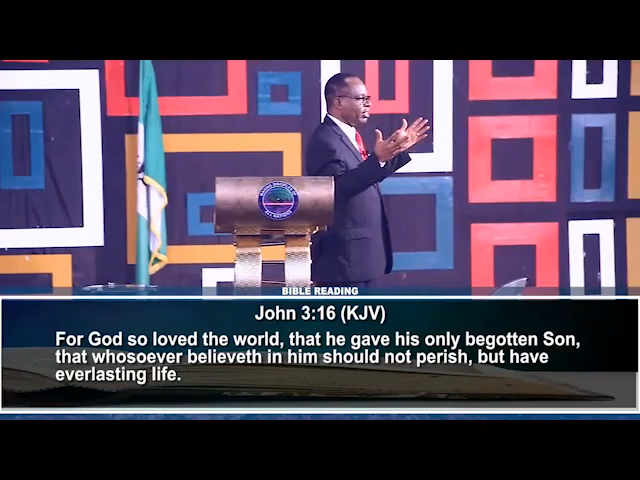 BIBLE READING
John 3:16 (KJV)
For God so loved the world, that he gave his only begotten Son,
that whosoever believeth in him should not perish, but have
everlasting life.